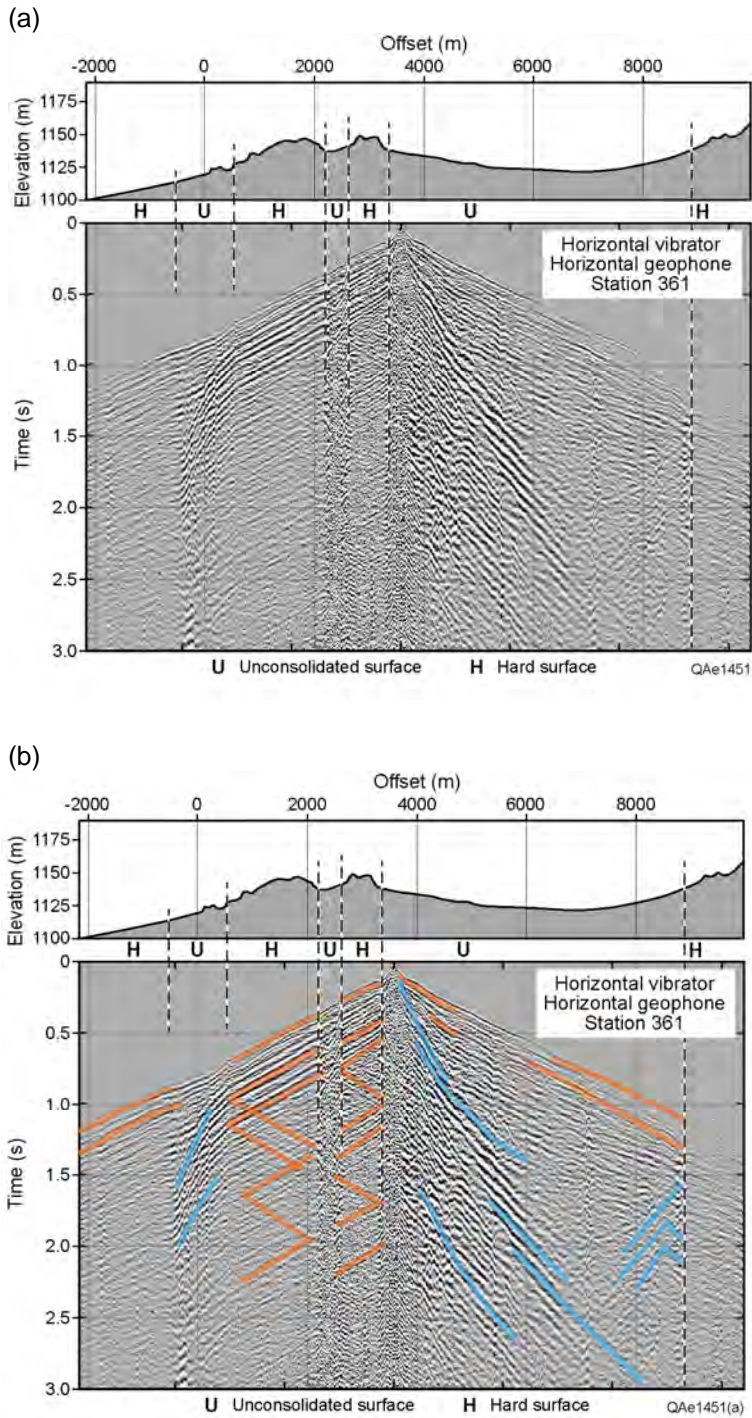 (a)
Offset (m)
-2000 0 2000 4000 6000 8000
Elevation (m)
1175
1150
1125
1100
H U H U H U H
Time (s)
0
0.5
1.0
1.5
2.0
2.5
3.0
Horizontal vibrator
Horizontal geophone
Station 361
U Unconsolidated surface H Hard surface QAe1451
(b)
Offset (m)
-2000 0 2000 4000 6000 8000
Elevation (m)
1175
1150
1125
1100
H U H U H U H
Time (s)
0
0.5
1.0
1.5
2.0
2.5
3.0
Horizontal vibrator
Horizontal geophone
Station 361
U Unconsolidated surface H Hard surface QAe1451(a)